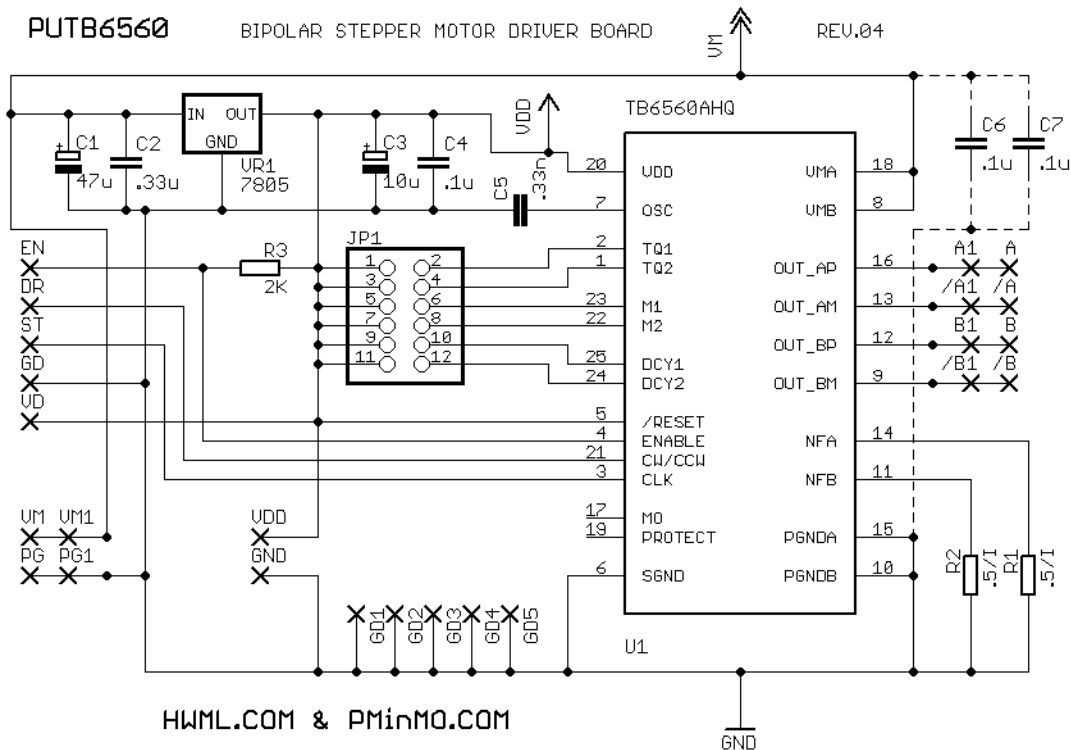 PUTB6560
BIPOLAR STEPPER MOTOR DRIVER BOARD
REV.04
VM
IN OUT
GND
VR1
7805
C1
47u
C2
.33u
C3
10u
C4
.1u
VDD
C5
.33n
TB6560AHQ
C6
.1u
C7
.1u
20 VDD
7 OSC
2 TQ1
1 TQ2
23 M1
22 M2
25 DCY1
24 DCY2
5 /RESET
4 ENABLE
21 CW/CCW
3 CLK
17 MO
19 PROTECT
6 SGND
VMA 18
VMB 8
OUT_AP 16
OUT_AM 13
OUT_BP 12
OUT_BM 9
NFA 14
NFB 11
PGNDA 15
PGNDB 10
U1
A1 A
/A1 /A
B1 B
/B1 /B
R2
.5/I
R1
.5/I
EN
DR
ST
GD
VD
R3
2K
JP1
1 2
3 4
5 6
7 8
9 10
11 12
VM VM1
PG PG1
VDD
GND
GD1
GD2
GD3
GD4
GD5
GND
HWML.COM & PMinMO.COM